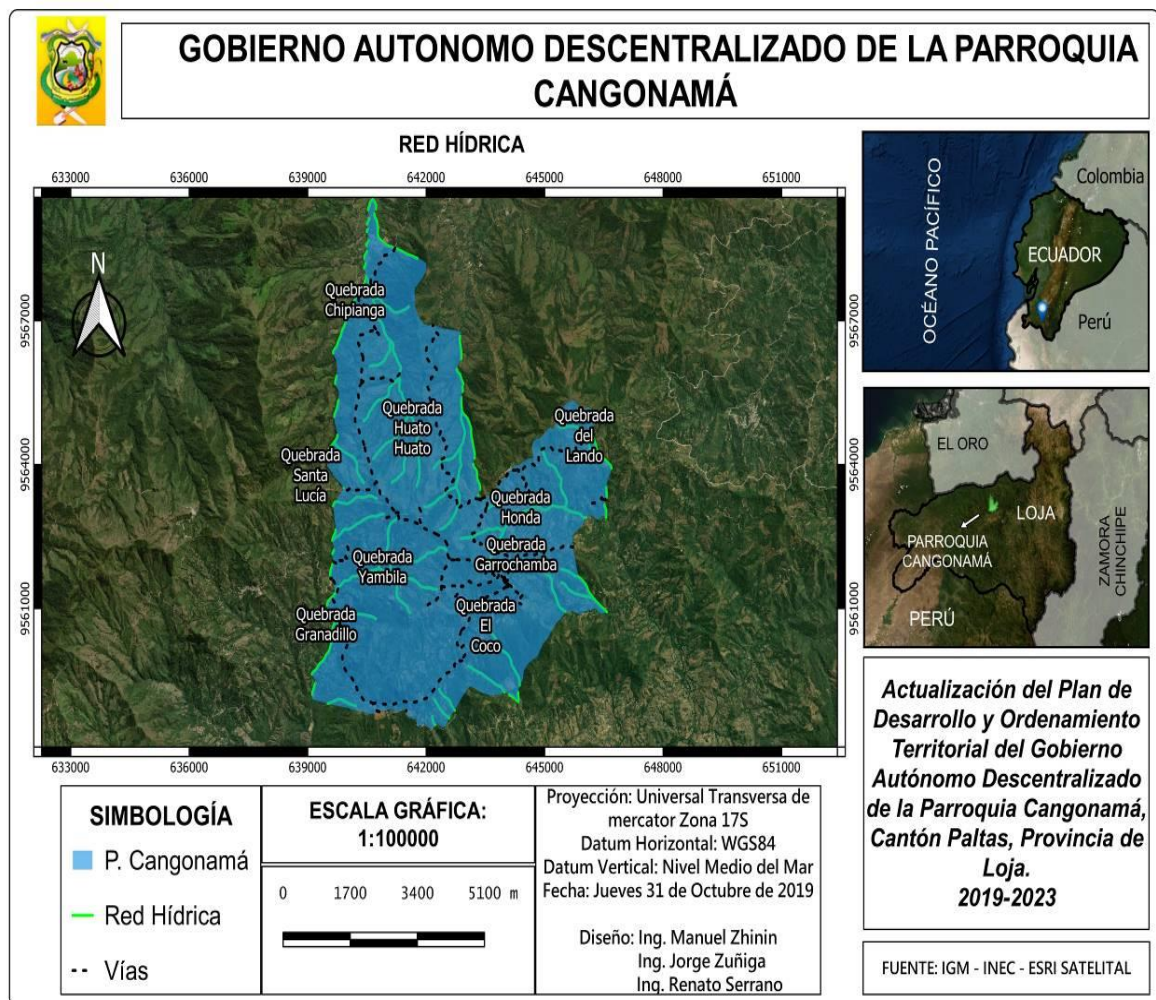 GOBIERNO AUTONOMO DESCENTRALIZADO DE LA PARROQUIA
CANGONAMÁ
RED HÍDRICA
633000 636000 639000 642000 645000 648000 651000
9567000
9564000
9561000
N
Quebrada
Chipianga
Quebrada
Huato
Huato
Quebrada
del
Lando
Quebrada
Santa
Lucía
Quebrada
Honda
Quebrada
Garrochamba
Quebrada
Yambila
Quebrada
El
Coco
Quebrada
Granadillo
9567000
9564000
9561000
633000 636000 639000 642000 645000 648000 651000
OCÉANO PACÍFICO
Colombia
ECUADOR
Perú
EL ORO
LOJA
PARROQUIA
CANGONAMÁ
ZAMORA
CHINCHIPE
PERÚ
SIMBOLOGÍA
P. Cangonamá
Red Hídrica
Vías
ESCALA GRÁFICA:
1:100000
0 1700 3400 5100 m
Proyección: Universal Transversa de
mercator Zona 17S
Datum Horizontal: WGS84
Datum Vertical: Nivel Medio del Mar
Fecha: Jueves 31 de Octubre de 2019
Diseño: Ing. Manuel Zhinin
Ing. Jorge Zuñiga
Ing. Renato Serrano
Actualización del Plan de
Desarrollo y Ordenamiento
Territorial del Gobierno
Autónomo Descentralizado
de la Parroquia Cangonamá,
Cantón Paltas, Provincia de
Loja.
2019-2023
FUENTE: IGM - INEC - ESRI SATELITAL